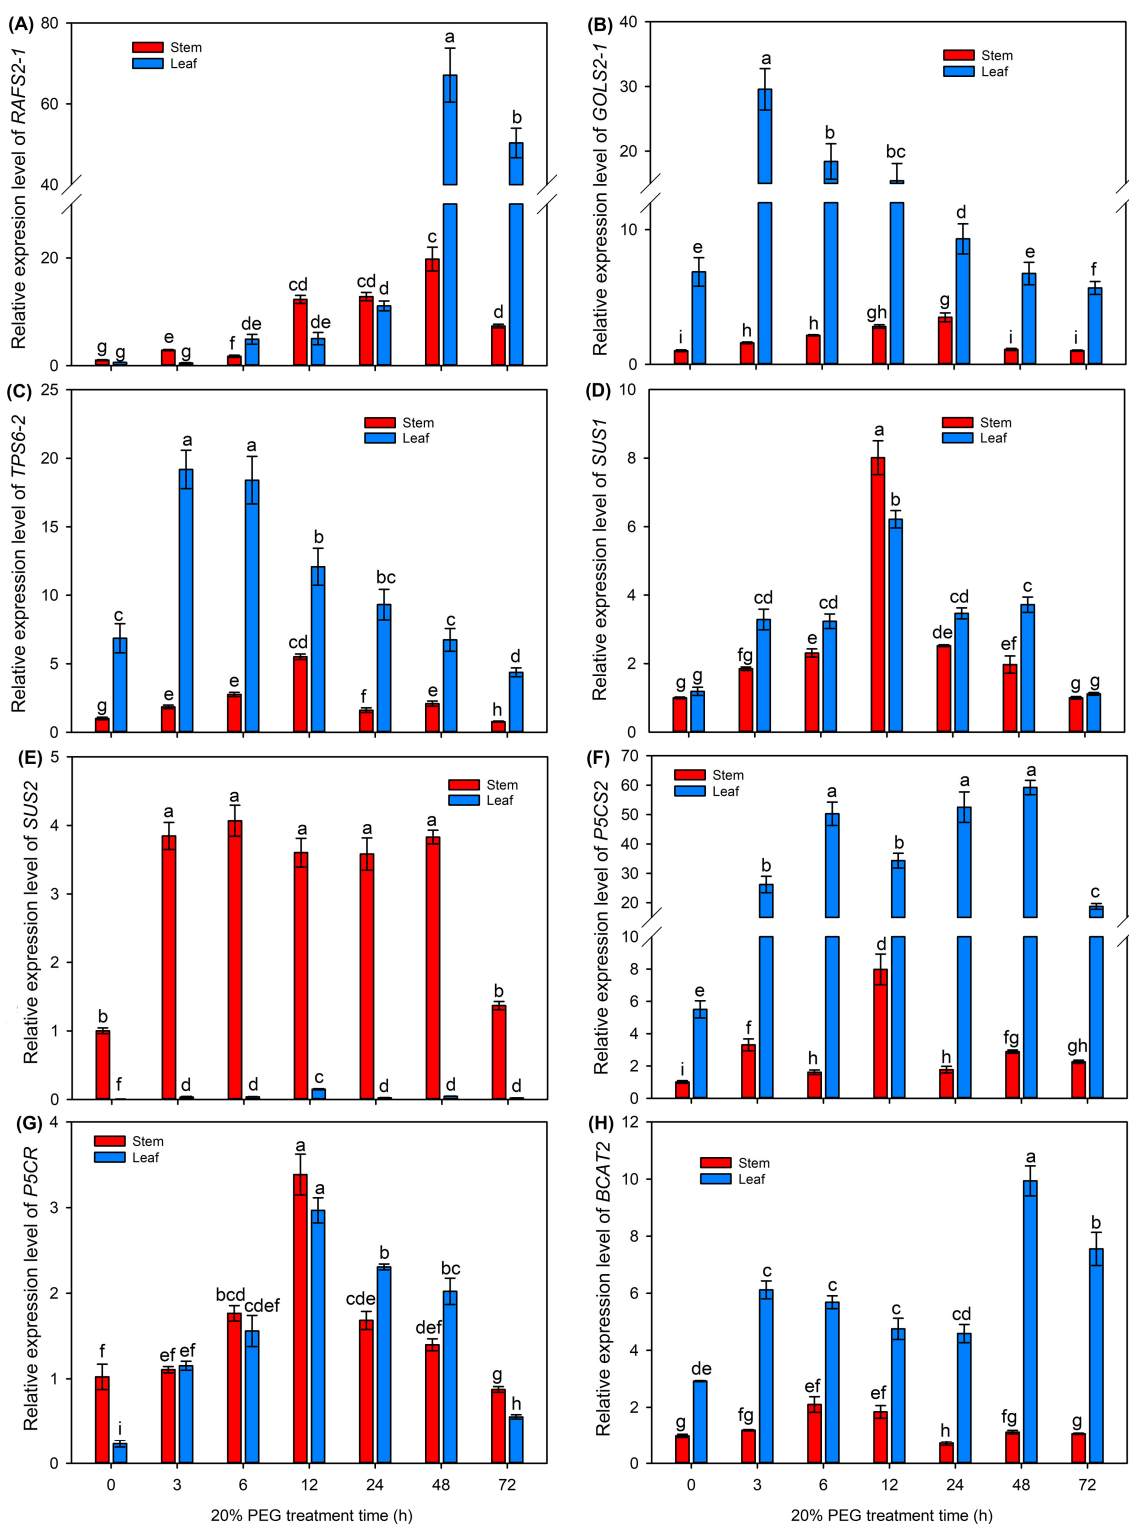 (A)
Relative expression level of RAFS2-1
80
60
40
20
0
Stem
Leaf
g g e g f de cd de cd d c a d b
(B)
Relative expression level of GOLS2-1
40
30
20
10
0
Stem
Leaf
i e h a h b gh bc g d i e i f
(C)
Relative expression level of TPS6-2
25
20
15
10
5
0
Stem
Leaf
g c e a e a cd b f bc e c h d
(D)
Relative expression level of SUS1
10
8
6
4
2
0
Stem
Leaf
g g fg cd e cd a b de cd ef c g g
(E)
Relative expression level of SUS2
5
4
3
2
1
0
Stem
Leaf
b f a d a d a c a d a d b d
(F)
Relative expression level of P5CS2
70
60
50
40
30
20
10
8
6
4
2
0
Stem
Leaf
i e f b h a d b h a fg a gh c
(G)
Relative expression level of P5CR
4
3
2
1
0
Stem
Leaf
f i ef ef bcd cdef a a cde b def bc g h
0 3 6 12 24 48 72
20% PEG treatment time (h)
(H)
Relative expression level of BCAT2
12
10
8
6
4
2
0
Stem
Leaf
g de fg c ef c ef c h cd fg a g b
0 3 6 12 24 48 72
20% PEG treatment time (h)